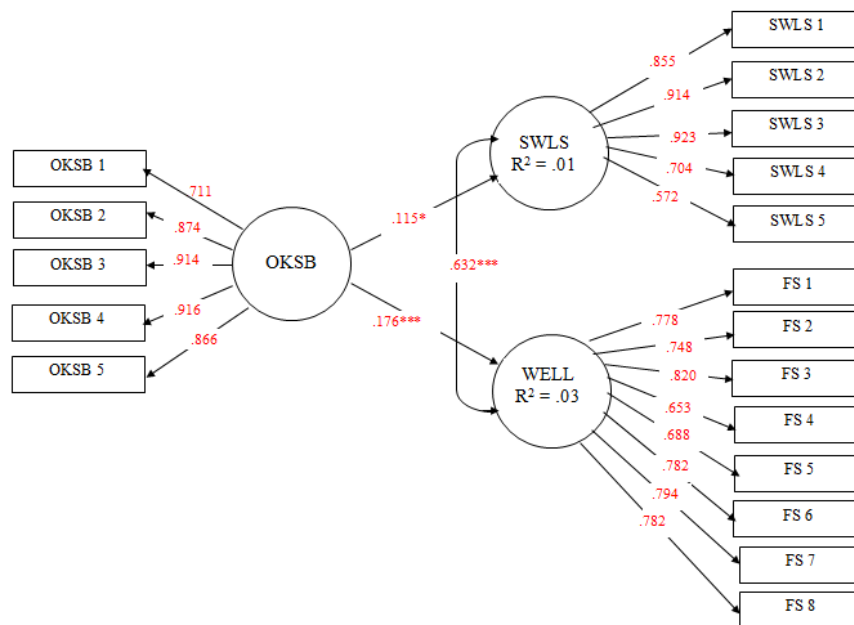 OKSB 1
OKSB 2
OKSB 3
OKSB 4
OKSB 5
711
.874
.914
.916
.866
OKSB
.115*
.176***
.632***
SWLS
R² = .01
WELL
R² = .03
.855
.914
.923
.704
.572
SWLS 1
SWLS 2
SWLS 3
SWLS 4
SWLS 5
.778
.748
.820
.653
.688
.782
.794
.782
FS 1
FS 2
FS 3
FS 4
FS 5
FS 6
FS 7
FS 8